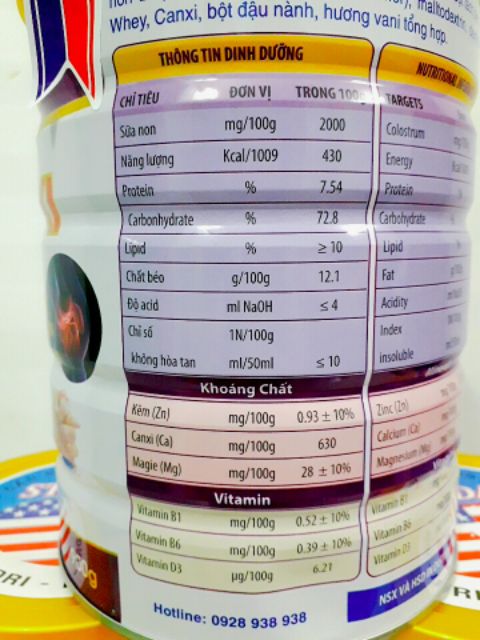 Whey, Canxi, bột đậu nành, hương vani tổng hợp.
THÔNG TIN DINH DƯỠNG
CHỈ TIÊU ĐƠN VỊ TRONG 100g
Sữa non mg/100g 2000
Năng lượng Kcal/1009 430
Protein % 7.54
Carbonhydrate % 72.8
Lipid % ≥ 10
Chất béo g/100g 12.1
Độ acid ml NaOH ≤ 4
Chỉ số 1N/100g
không hòa tan ml/50ml ≤ 10
Khoáng Chất
Kẽm (Zn) mg/100g 0.93 ± 10%
Canxi (Ca) mg/100g 630
Magie (Mg) mg/100g 28 ± 10%
Vitamin
Vitamin B1 mg/100g 0.52 ± 10%
Vitamin B6 mg/100g 0.39 ± 10%
Vitamin D3 µg/100g 6.21
Hotline: 0928 938 938
NUTRITIONAL
TARGETS
Colostrum
Energy
Protein
Carbohydrate
Lipid
Fat
Acidity
Index
insoluble
Zinc (Zn)
Calcium (Ca)
Magnesium (Mg)
Vitamin B1
Vitamin B6
Vitamin D3
NSX VÀ HSD